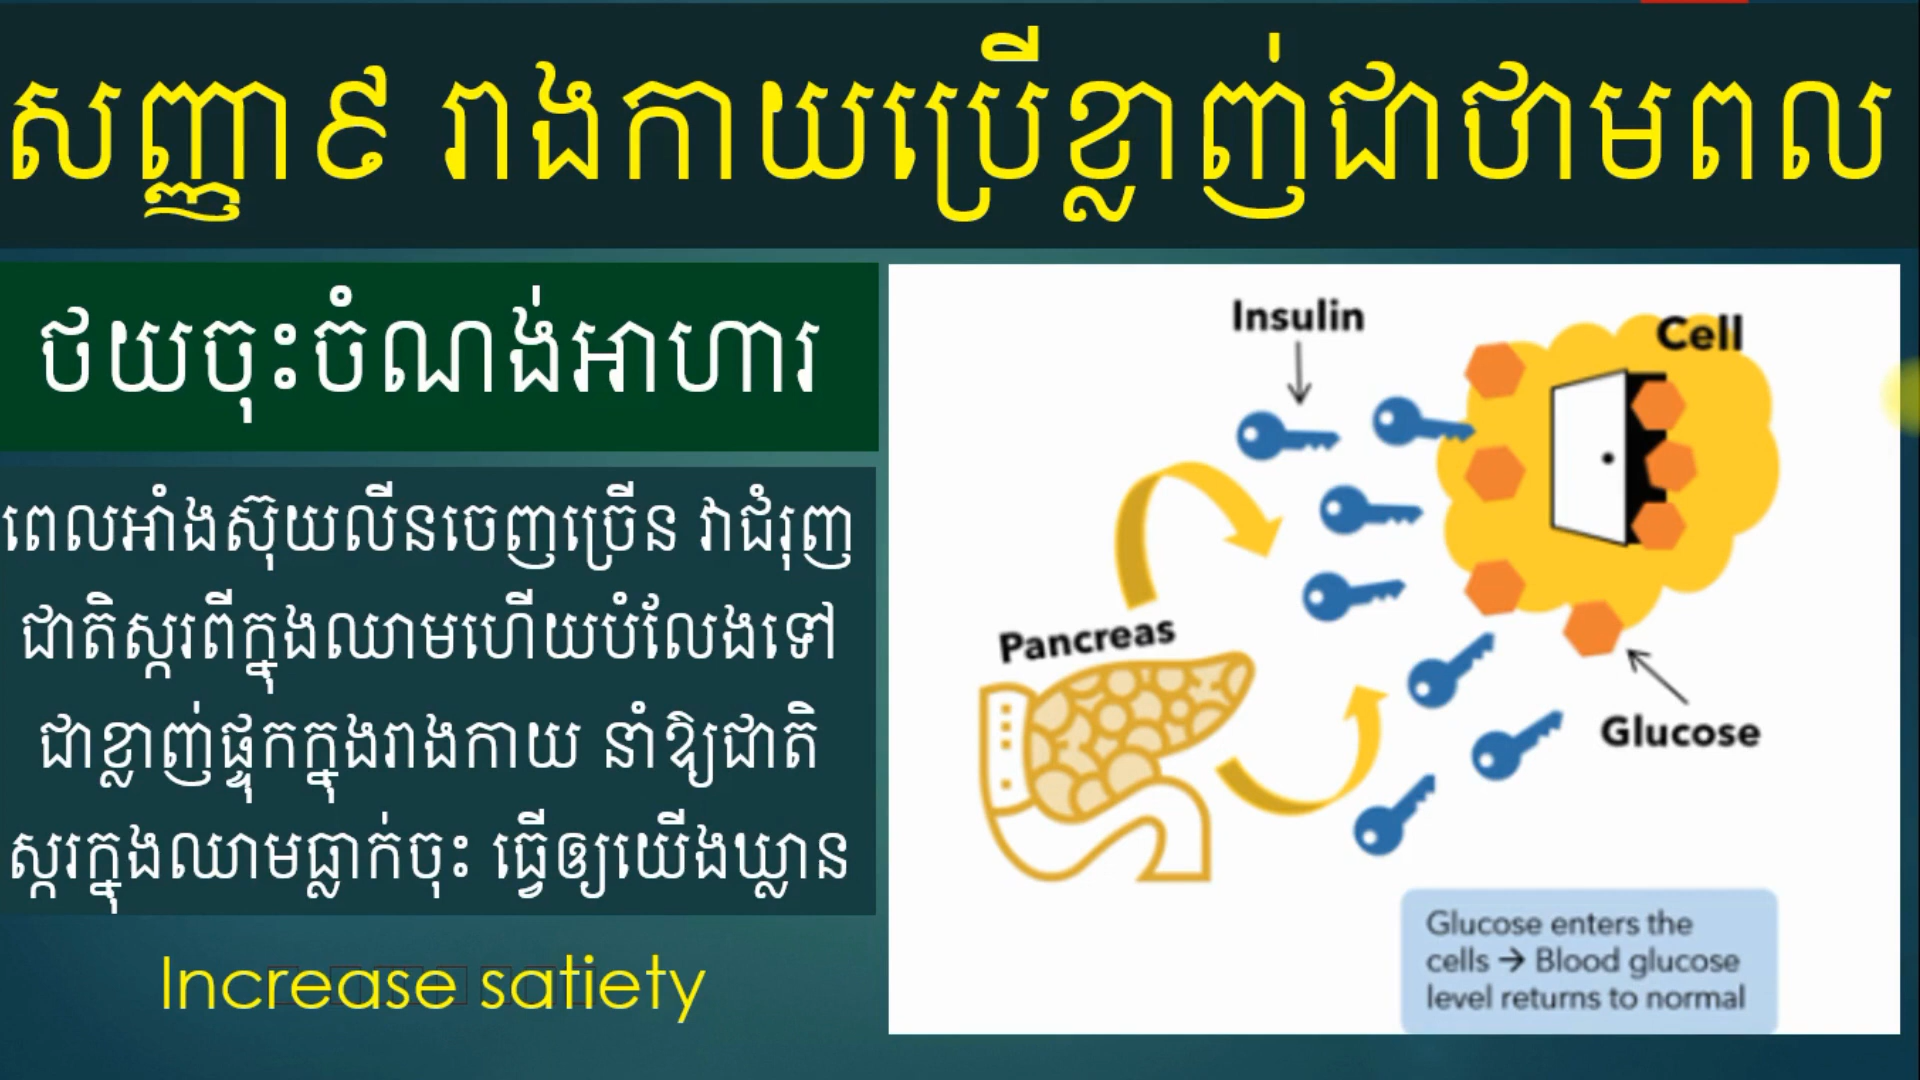 សញ្ញា៩ រាងកាយប្រើខ្លាញ់ជាថាមពល
ថយចុះចំណង់អាហារ
ពេលអាំងស៊ុយលីនចេញច្រើន វាជំរុញ
ជាតិស្ករពីក្នុងឈាមហើយបំលែងទៅ
ជាខ្លាញ់ផ្ទុកក្នុងរាងកាយ នាំឱ្យជាតិ
ស្ករក្នុងឈាមធ្លាក់ចុះ ធ្វើឲ្យយើងឃ្លាន
Increase satiety
Insulin
Cell
Pancreas
Glucose
Glucose enters the
cells → Blood glucose
level returns to normal